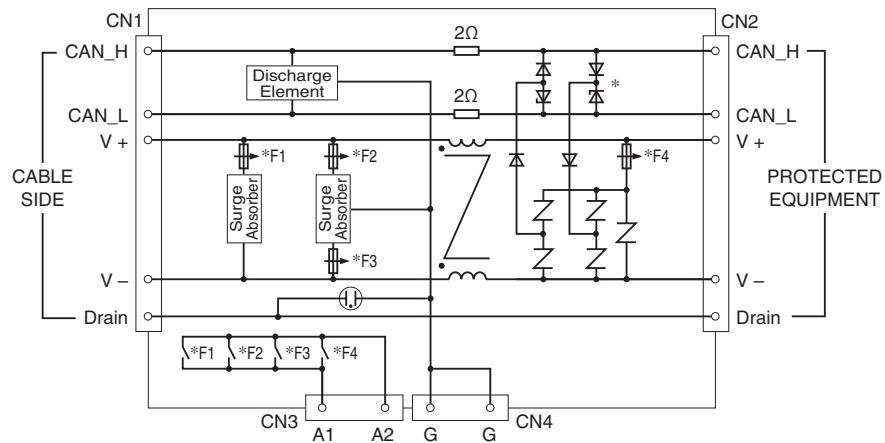 CN1
CN2
CAN_H
2Ω
CAN_H
Discharge
Element
*
2Ω
CAN_L
CAN_L
V +
V +
*F1
*F2
*F4
CABLE
SIDE
Surge
Absorber
Surge
Absorber
PROTECTED
EQUIPMENT
*F3
V –
V –
Drain
Drain
*F1
*F2
*F3
*F4
CN3
CN4
A1
A2
G
G